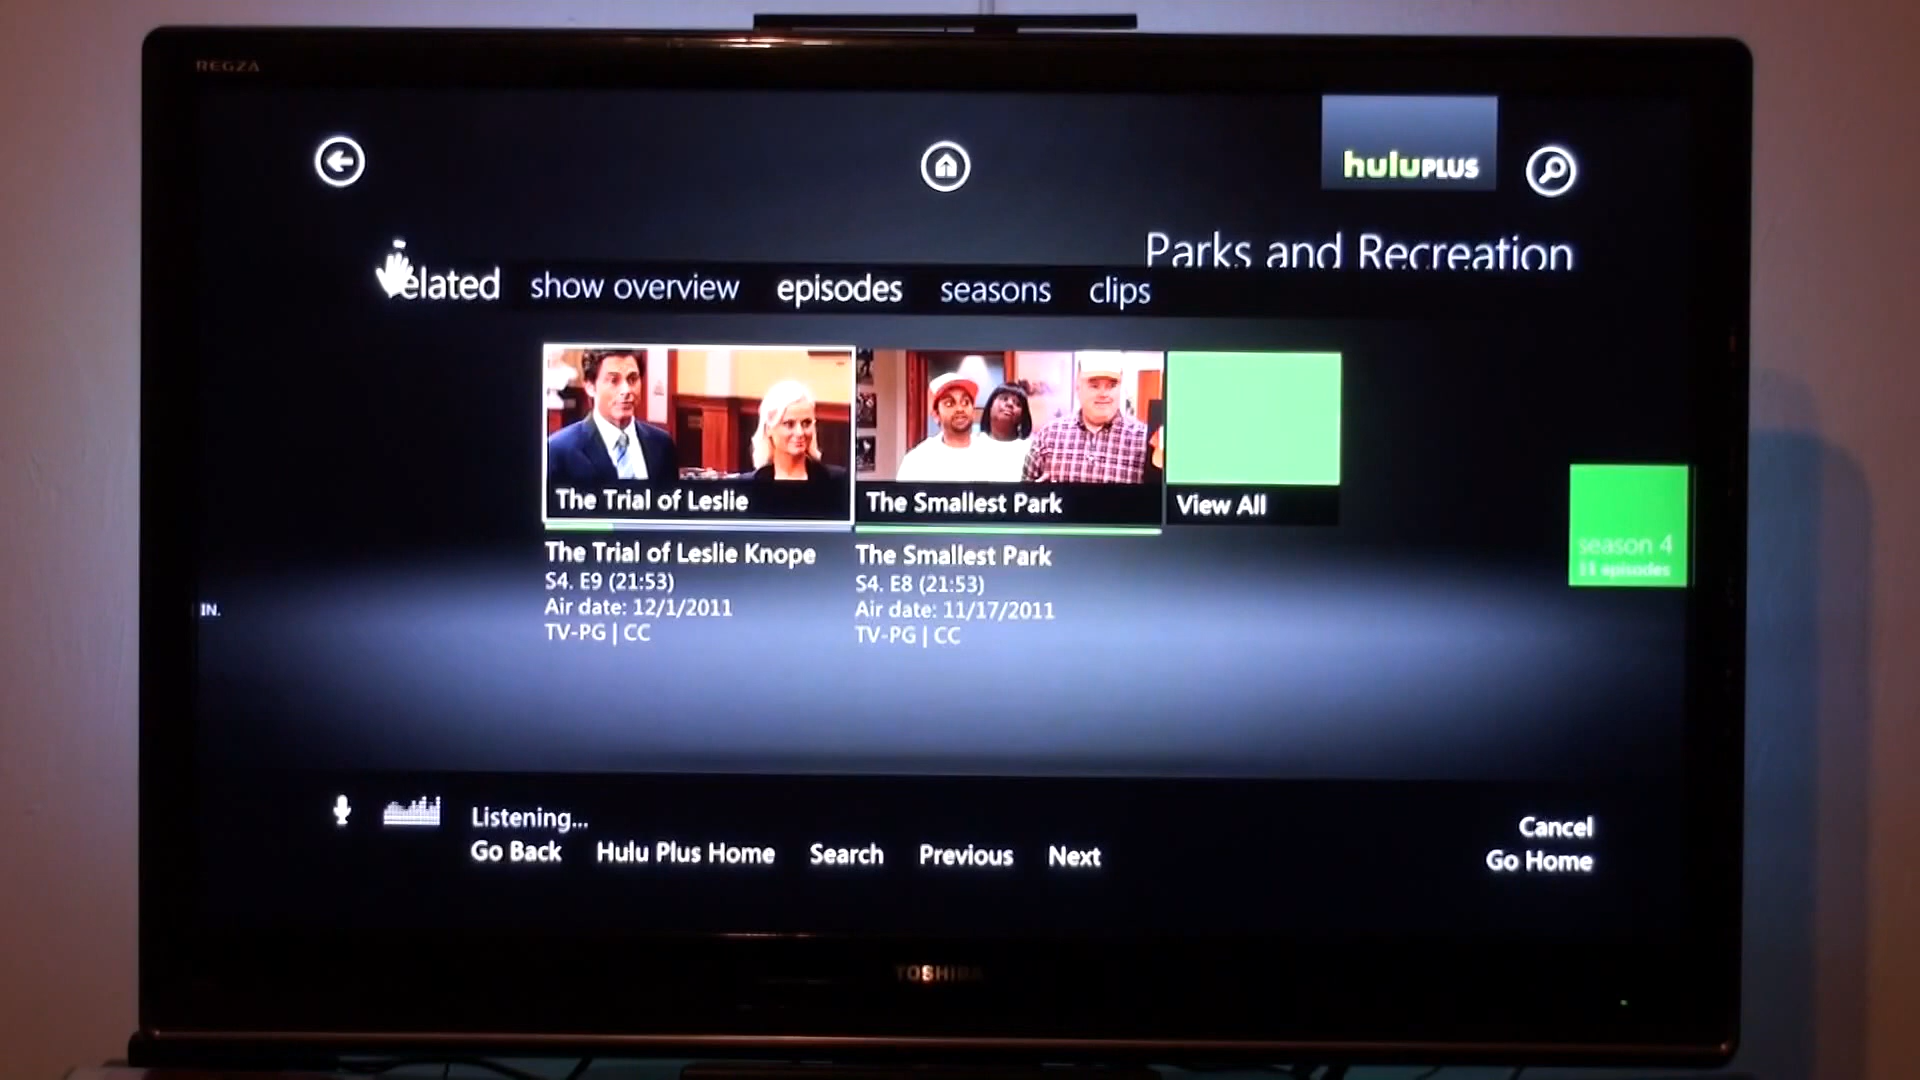 REGZA
huluPLUS
Parks and Recreation
related show overview episodes seasons clips
The Trial of Leslie
The Smallest Park
View All
The Trial of Leslie Knope
S4. E9 (21:53)
Air date: 12/1/2011
TV-PG | CC
The Smallest Park
S4. E8 (21:53)
Air date: 11/17/2011
TV-PG | CC
IN.
season 4
11 episodes
Listening...
Go Back Hulu Plus Home Search Previous Next
Cancel
Go Home
TOSHIBA